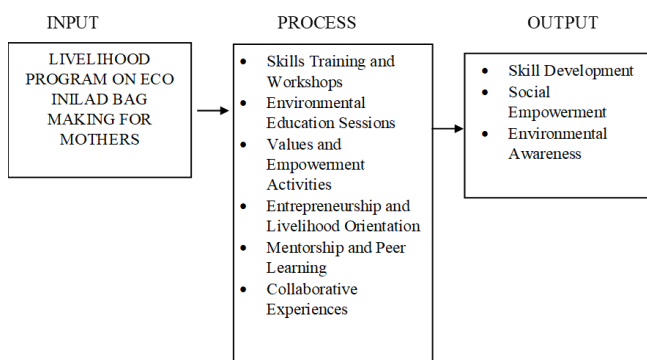 INPUT
LIVELIHOOD
PROGRAM ON ECO
INILAD BAG
MAKING FOR
MOTHERS
PROCESS
• Skills Training and
Workshops
• Environmental
Education Sessions
• Values and
Empowerment
Activities
• Entrepreneurship and
Livelihood Orientation
• Mentorship and Peer
Learning
• Collaborative
Experiences
OUTPUT
• Skill Development
• Social
Empowerment
• Environmental
Awareness